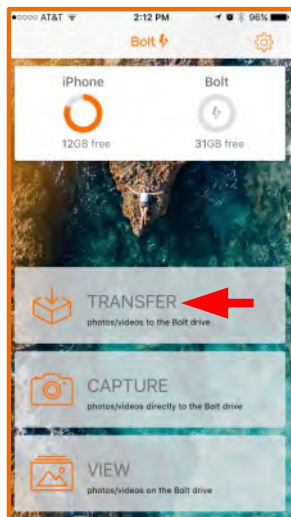 AT&T 2:12 PM 96%
Bolt
iPhone Bolt
12GB free 31GB free
TRANSFER
photos/videos to the Bolt drive
CAPTURE
photos/videos directly to the Bolt drive
VIEW
photos/videos on the Bolt drive